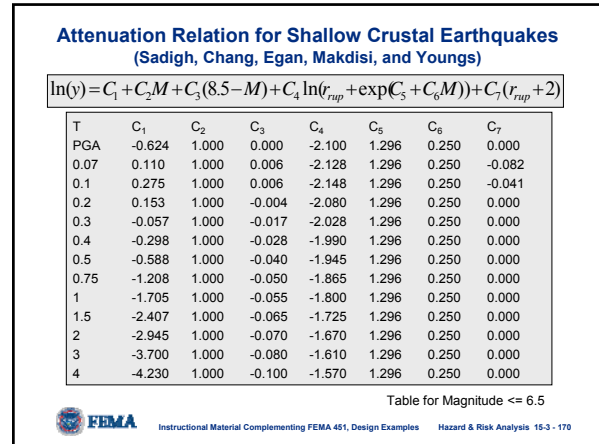 Attenuation Relation for Shallow Crustal Earthquakes
(Sadigh, Chang, Egan, Makdisi, and Youngs)
ln(y) = C1 + C2M + C3(8.5 − M) + C4 ln(rrup + exp(C5 + C6M)) + C7(rrup + 2)
T C1 C2 C3 C4 C5 C6 C7
PGA -0.624 1.000 0.000 -2.100 1.296 0.250 0.000
0.07 0.110 1.000 0.006 -2.128 1.296 0.250 -0.082
0.1 0.275 1.000 0.006 -2.148 1.296 0.250 -0.041
0.2 0.153 1.000 -0.004 -2.080 1.296 0.250 0.000
0.3 -0.057 1.000 -0.017 -2.028 1.296 0.250 0.000
0.4 -0.298 1.000 -0.028 -1.990 1.296 0.250 0.000
0.5 -0.588 1.000 -0.040 -1.945 1.296 0.250 0.000
0.75 -1.208 1.000 -0.050 -1.865 1.296 0.250 0.000
1 -1.705 1.000 -0.055 -1.800 1.296 0.250 0.000
1.5 -2.407 1.000 -0.065 -1.725 1.296 0.250 0.000
2 -2.945 1.000 -0.070 -1.670 1.296 0.250 0.000
3 -3.700 1.000 -0.080 -1.610 1.296 0.250 0.000
4 -4.230 1.000 -0.100 -1.570 1.296 0.250 0.000
Table for Magnitude <= 6.5
FEMA Instructional Material Complementing FEMA 451, Design Examples Hazard & Risk Analysis 15-3 - 170